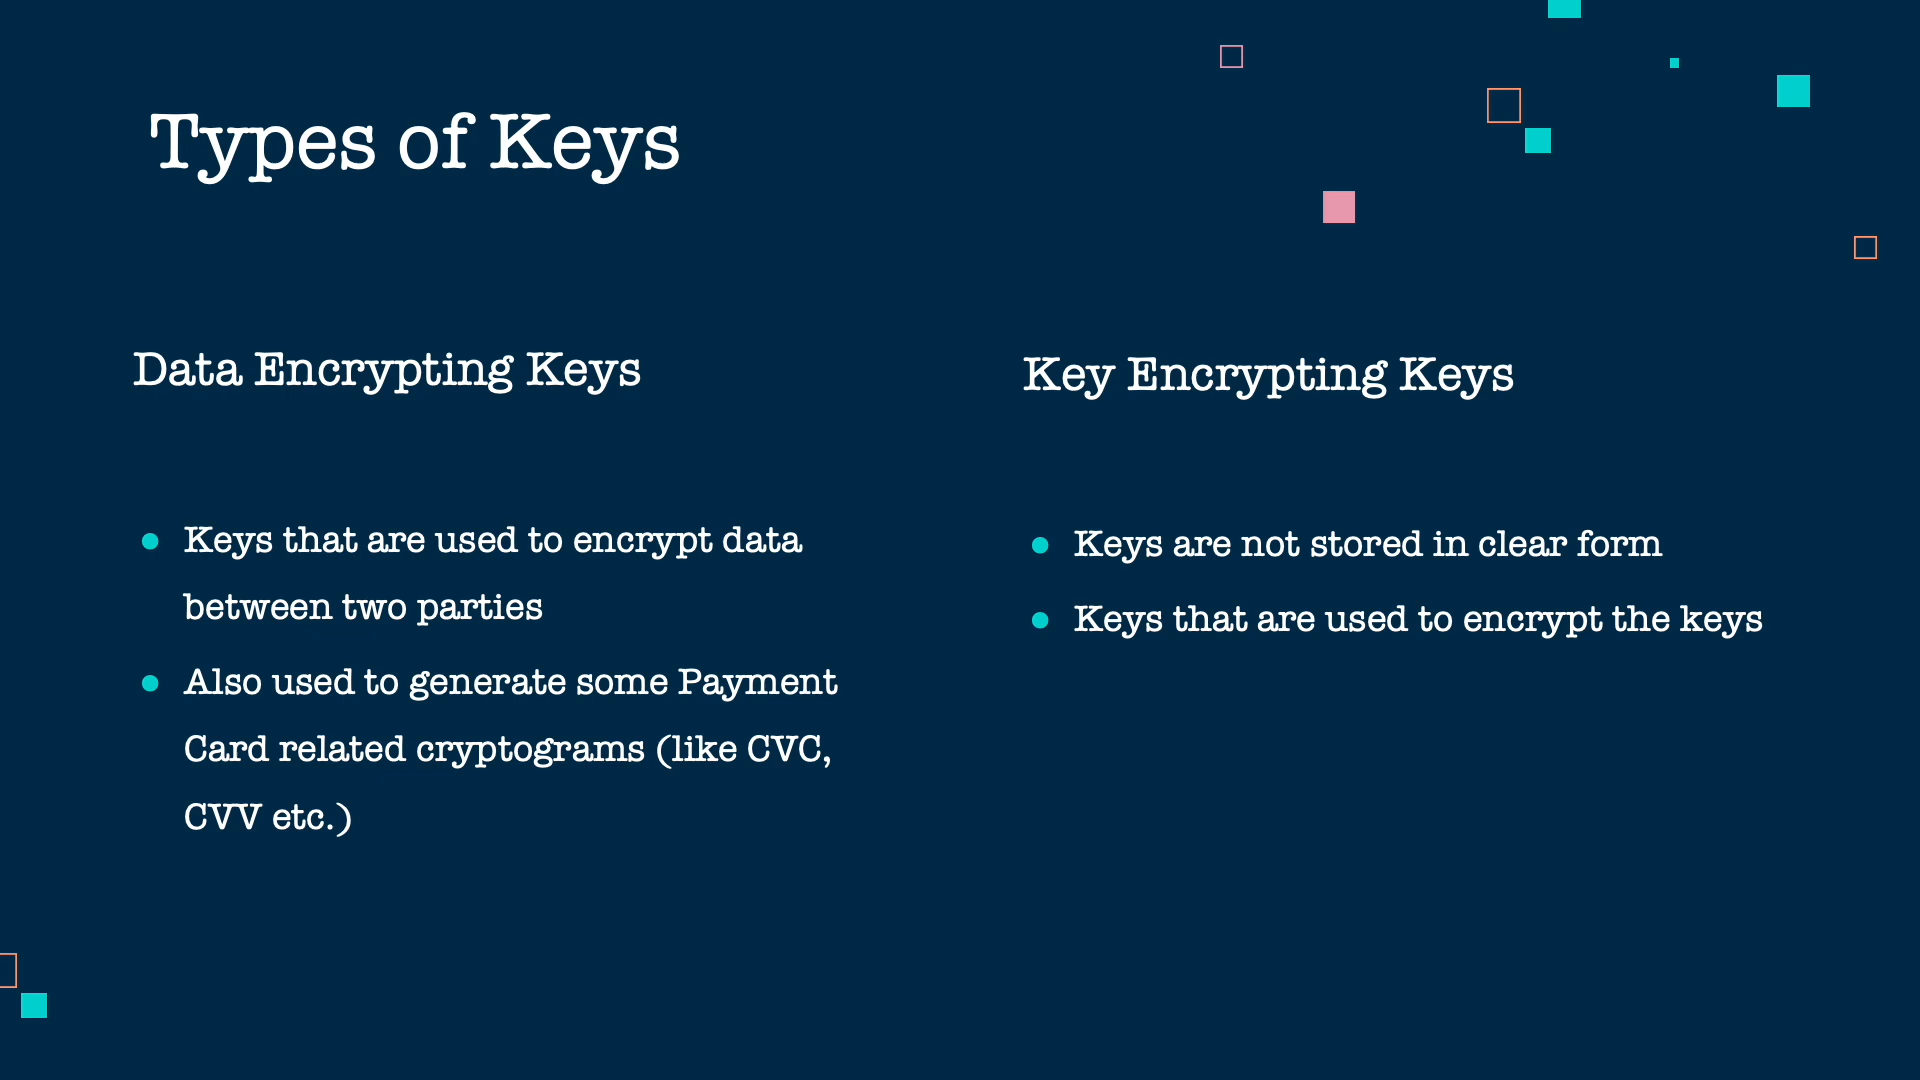 Types of Keys
Data Encrypting Keys
Keys that are used to encrypt data
between two parties
Also used to generate some Payment
Card related cryptograms (like CVC,
CVV etc.)
Key Encrypting Keys
Keys are not stored in clear form
Keys that are used to encrypt the keys